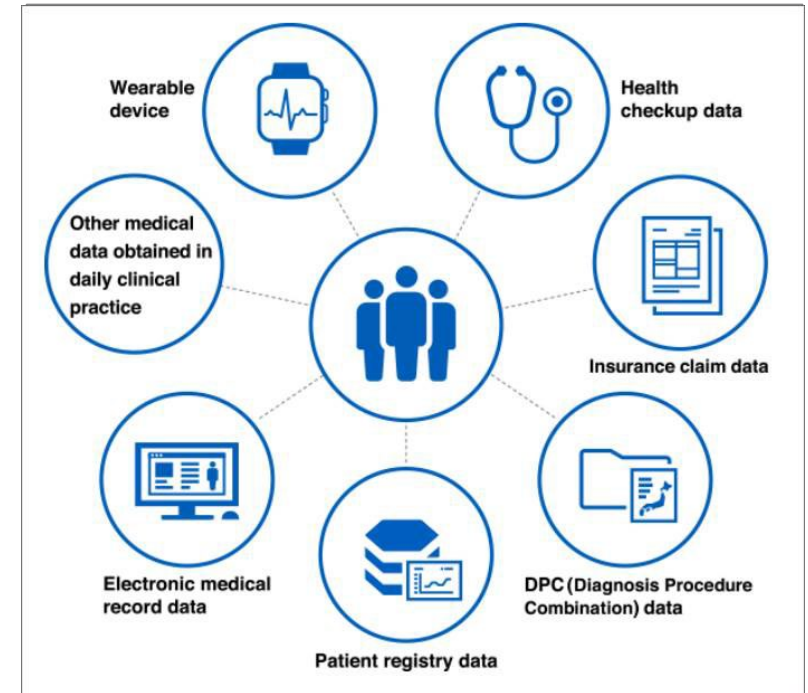 Wearable
device
Health
checkup data
Other medical
data obtained in
daily clinical
practice
Insurance claim data
Electronic medical
record data
DPC (Diagnosis Procedure
Combination) data
Patient registry data